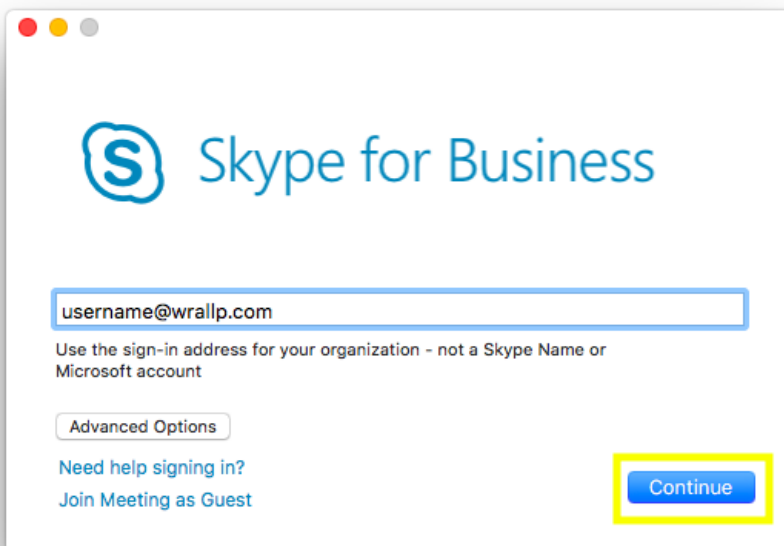 Skype for Business
username@wrallp.com
Use the sign-in address for your organization - not a Skype Name or
Microsoft account
Advanced Options
Need help signing in?
Join Meeting as Guest
Continue